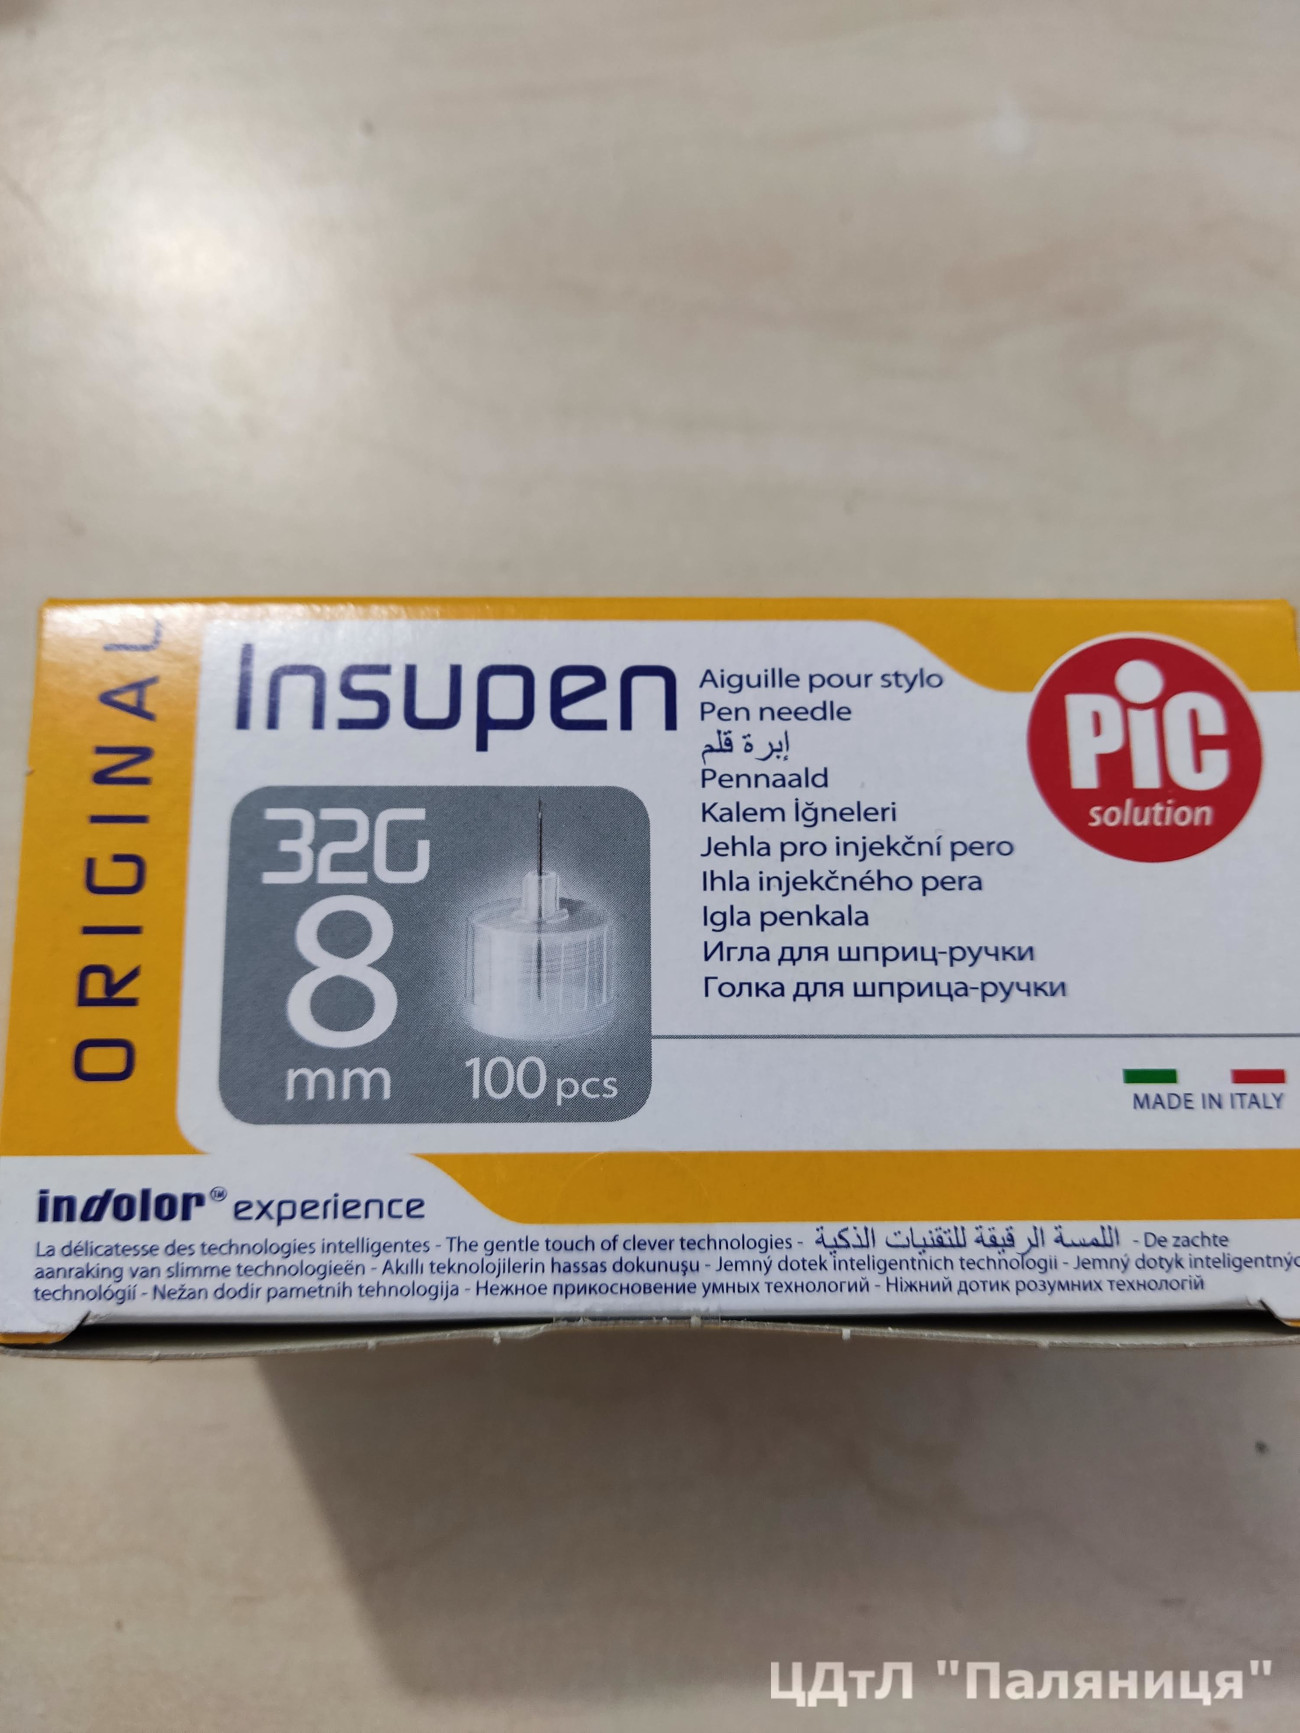 ORIGINAL
Insupen
32G
8
mm
100 pcs
Aiguille pour stylo
Pen needle
إبرة قلم
Pennaald
Kalem İğneleri
Jehla pro injekční pero
Ihla injekčného pera
Igla penkala
Игла для шприц-ручки
Голка для шприца-ручки
PiC
solution
MADE IN ITALY
indolor™ experience
La délicatesse des technologies intelligentes - The gentle touch of clever technologies - اللمسة الرقيقة للتقنيات الذكية - De zachte
aanraking van slimme technologieën - Akıllı teknolojilerin hassas dokunuşu - Jemný dotek inteligentních technologii - Jemný dotyk inteligentnýc
technológií - Nežan dodir pametnih tehnologija - Нежное прикосновение умных технологий - Ніжний дотик розумних технологій
ЦДтЛ "Паляниця"